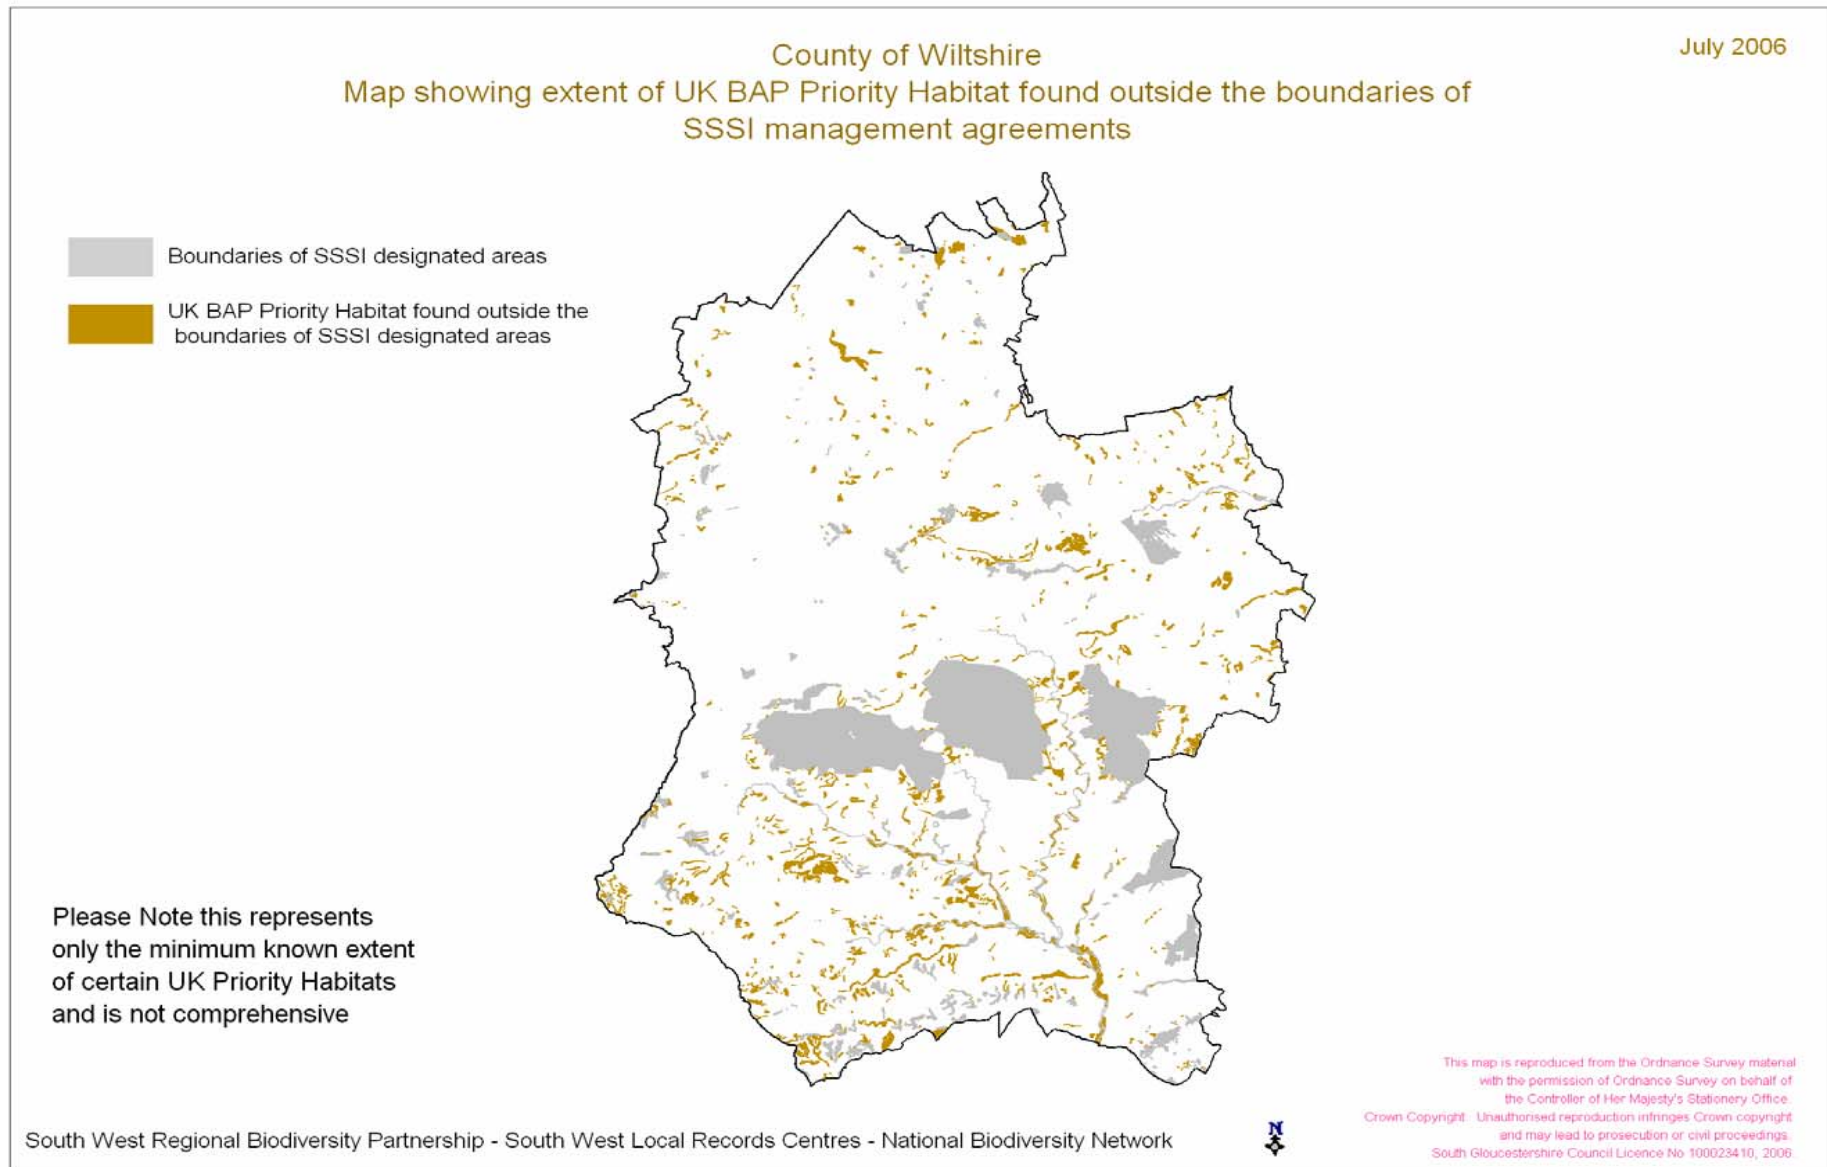 County of Wiltshire
Map showing extent of UK BAP Priority Habitat found outside the boundaries of
SSSI management agreements
July 2006
Boundaries of SSSI designated areas
UK BAP Priority Habitat found outside the
boundaries of SSSI designated areas
Please Note this represents
only the minimum known extent
of certain UK Priority Habitats
and is not comprehensive
This map is reproduced from the Ordnance Survey material
with the permission of Ordnance Survey on behalf of
the Controller of Her Majesty's Stationery Office.
Crown Copyright. Unauthorised reproduction infringes Crown copyright
and may lead to prosecution or civil proceedings.
South Gloucestershire Council Licence No 100023410, 2006.
South West Regional Biodiversity Partnership - South West Local Records Centres - National Biodiversity Network
N